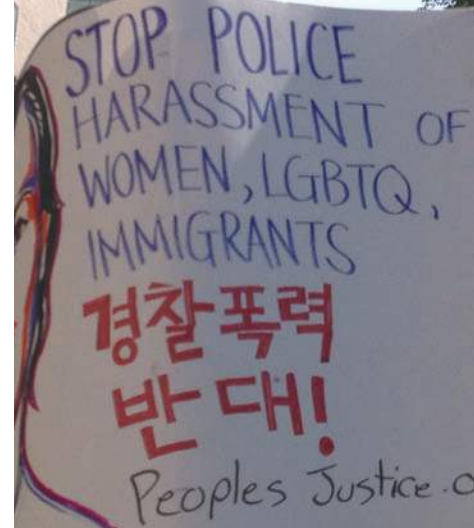 STOP POLICE
HARASSMENT OF
WOMEN, LGBTQ,
IMMIGRANTS
경찰폭력
반대!
Peoples Justice.o